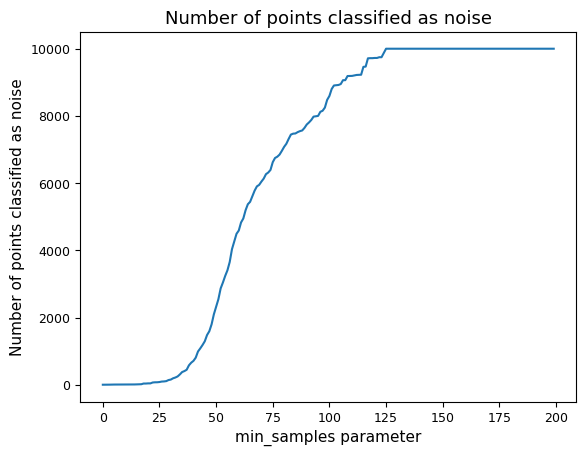 Number of points classified as noise
Number of points classified as noise
10000
8000
6000
4000
2000
0
0 25 50 75 100 125 150 175 200
min_samples parameter